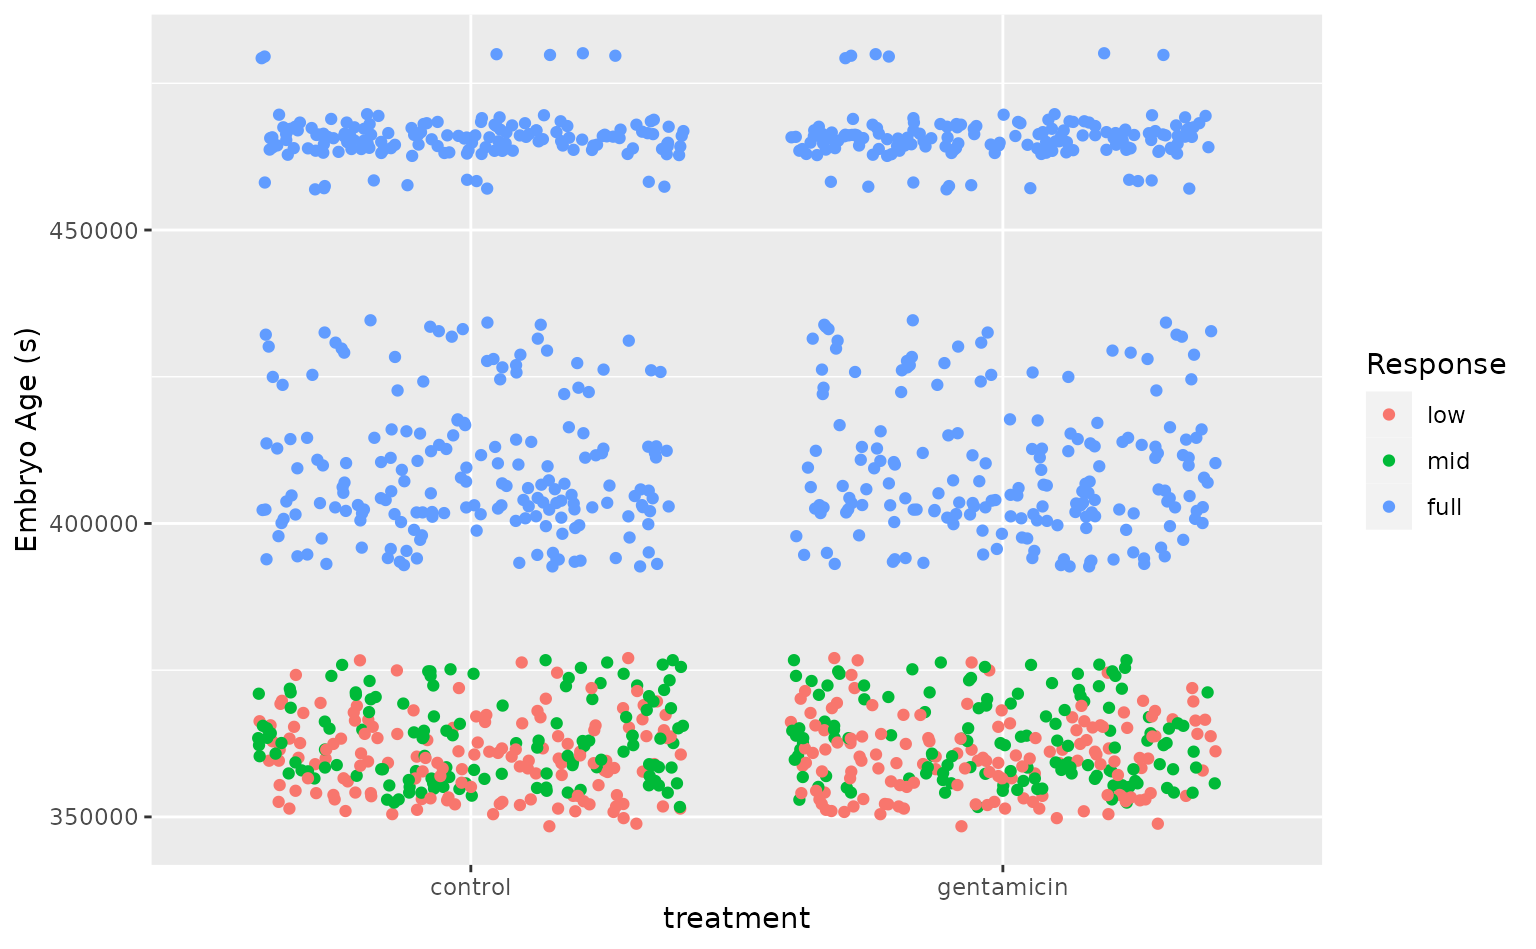 Embryo Age (s)
450000
400000
350000
control
gentamicin
treatment
Response
low
mid
full